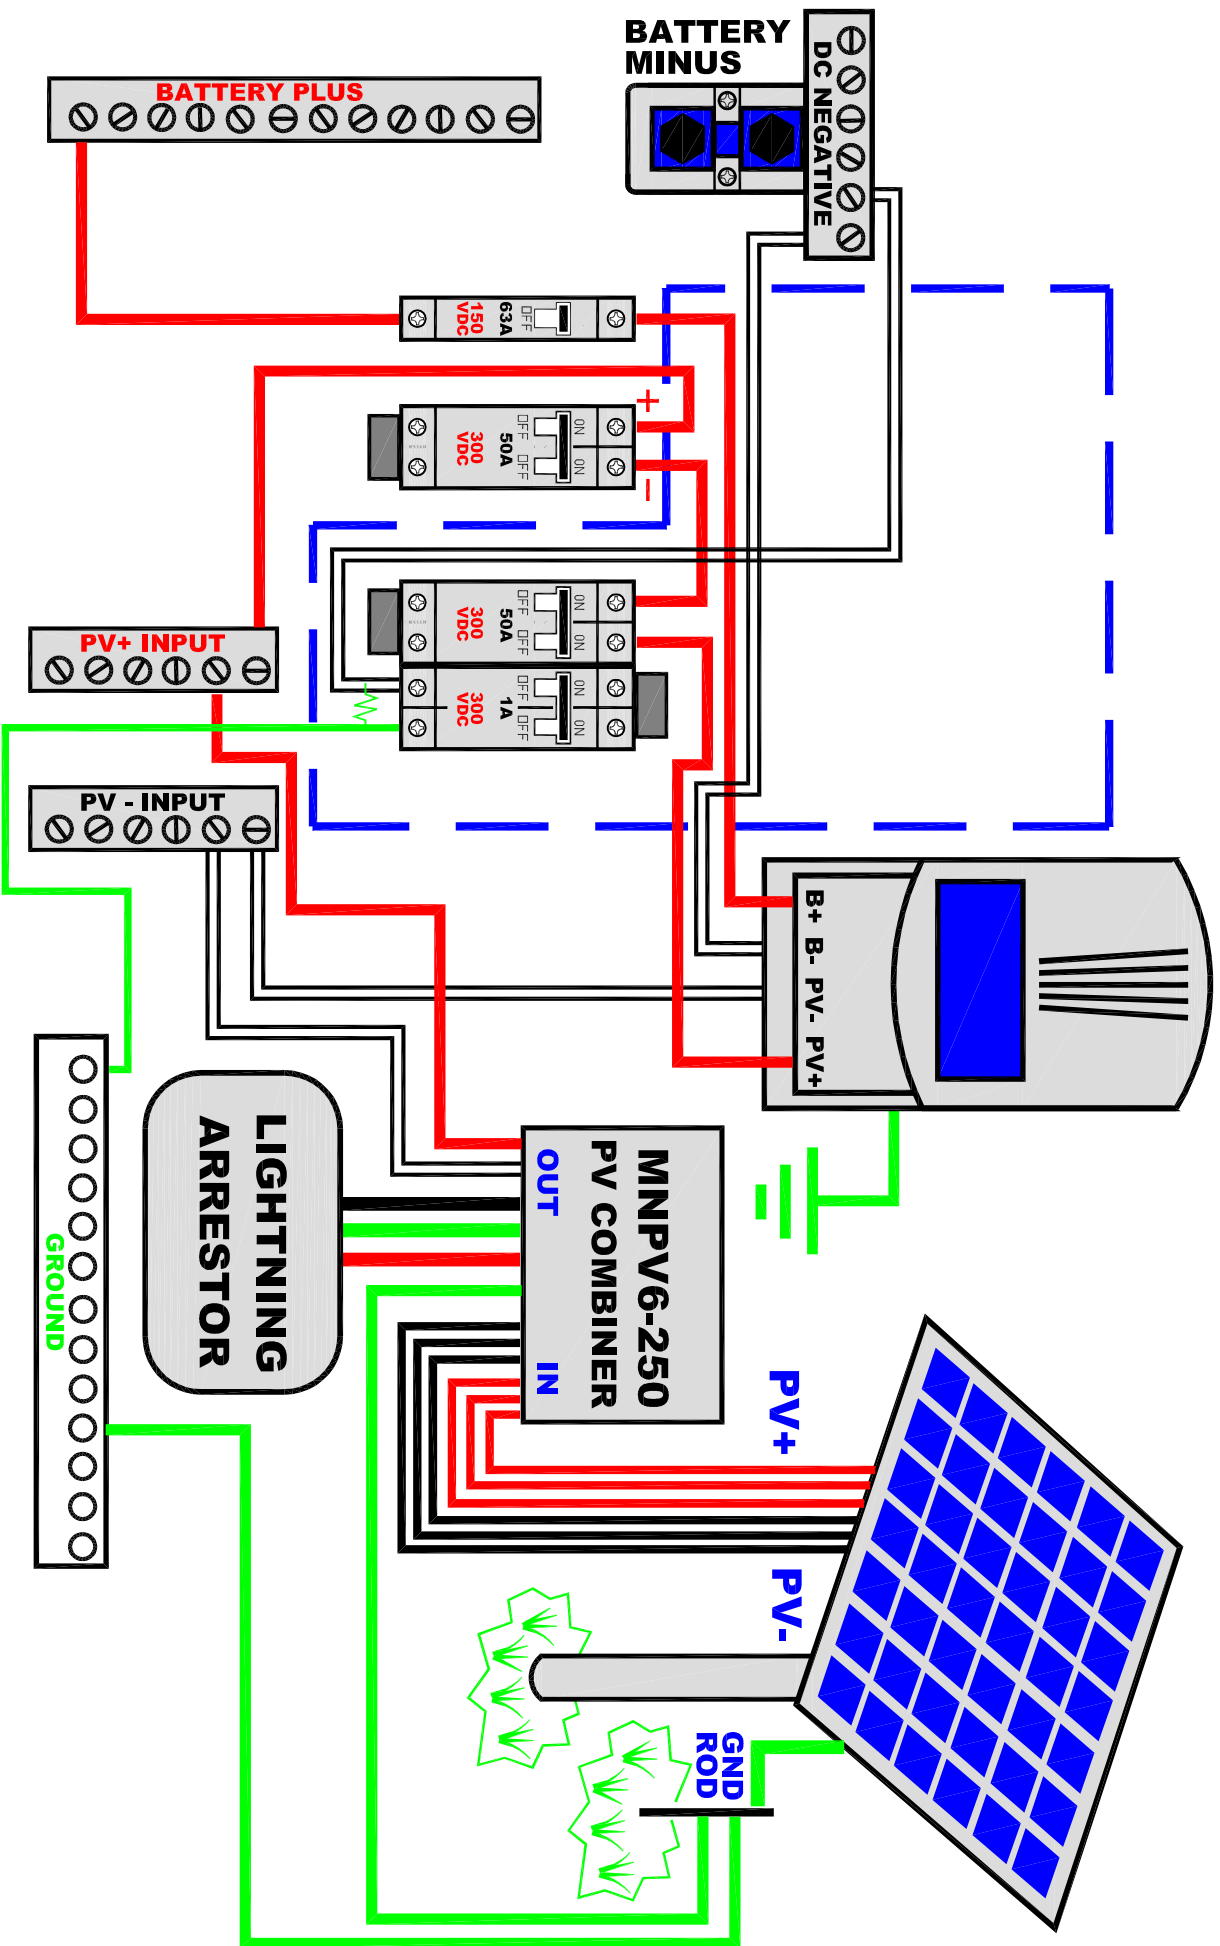 BATTERY
MINUS
DC NEGATIVE
BATTERY PLUS
63A
OFF
150
VDC
+
-
ON
ON
OFF
OFF
50A
300
VDC
ON
ON
OFF
OFF
50A
300
VDC
ON
ON
OFF
OFF
1A
300
VDC
PV+ INPUT
PV - INPUT
B+ B- PV- PV+
MNPV6-250
PV COMBINER
OUT
IN
LIGHTNING
ARRESTOR
GROUND
PV+
PV-
GND
ROD